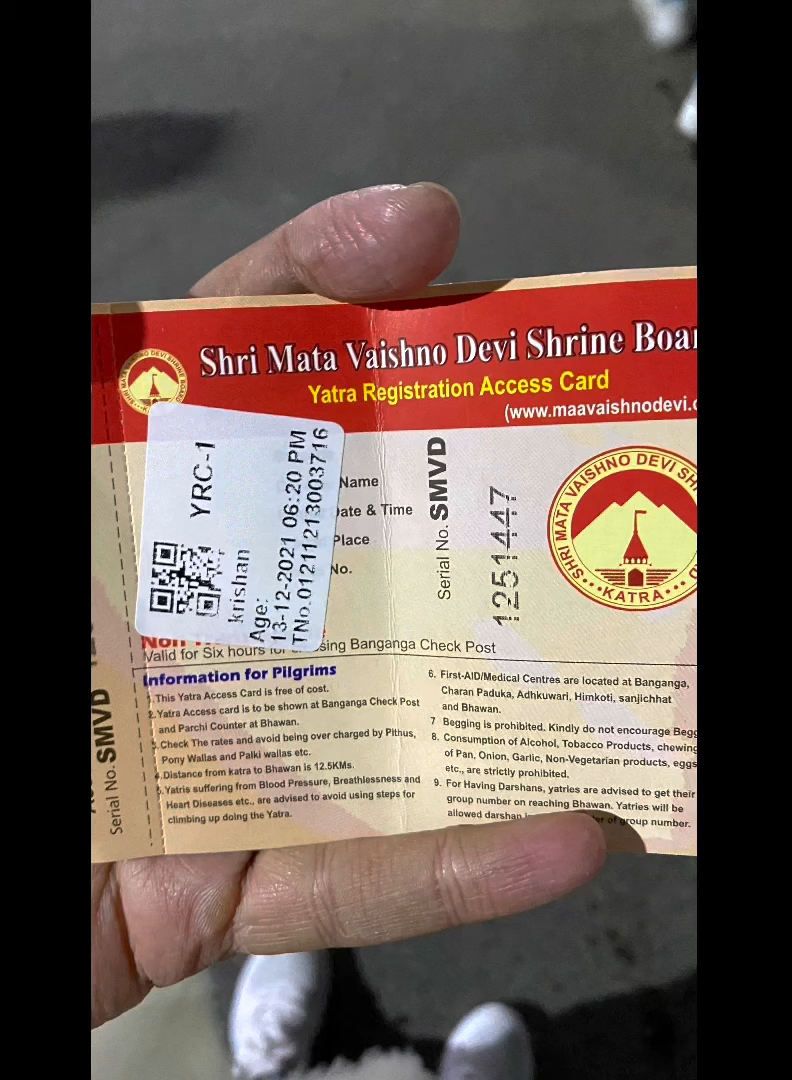 Shri Mata Vaishno Devi Shrine Boar
Yatra Registration Access Card
(www.maavaishnodevi.o
YRC-1
krishan
Age:
13-12-2021 06:20 PM
TNo.01211213003716
Name
Date & Time
Place
No.
Serial No. SMVD
1251447
SHRI MATA VAISHNO DEVI SH
KATRA
Non
Valid for Six hours sing Banganga Check Post
Information for Pilgrims
1. This Yatra Access Card is free of cost.
2. Yatra Access card is to be shown at Banganga Check Post
and Parchi Counter at Bhawan.
3. Check The rates and avoid being over charged by Pithus,
Pony Wallas and Palki wallas etc.
4. Distance from katra to Bhawan is 12.5KMs.
5. Yatris suffering from Blood Pressure, Breathlessness and
Heart Diseases etc., are advised to avoid using steps for
climbing up doing the Yatra.
6. First-AID/Medical Centres are located at Banganga,
Charan Paduka, Adhkuwari, Himkoti, sanjichhat
and Bhawan.
7 Begging is prohibited. Kindly do not encourage Begg
8. Consumption of Alcohol, Tobacco Products, chewing
of Pan, Onion, Garlic, Non-Vegetarian products, eggs
etc., are strictly prohibited.
9. For Having Darshans, yatries are advised to get their
group number on reaching Bhawan. Yatries will be
allowed darshan of group number.
Serial No. SMVD